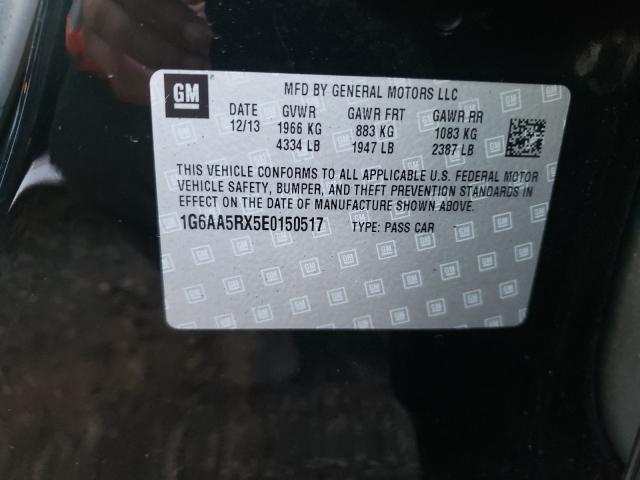 GM
MFD BY GENERAL MOTORS LLC
DATE GVWR GAWR FRT GAWR RR
12/13 1966 KG 883 KG 1083 KG
4334 LB 1947 LB 2387 LB
THIS VEHICLE CONFORMS TO ALL APPLICABLE U.S. FEDERAL MOTOR
VEHICLE SAFETY, BUMPER, AND THEFT PREVENTION STANDARDS IN
EFFECT ON THE DATE OF MANUFACTURE SHOWN ABOVE.
1G6AA5RX5E0150517 TYPE: PASS CAR